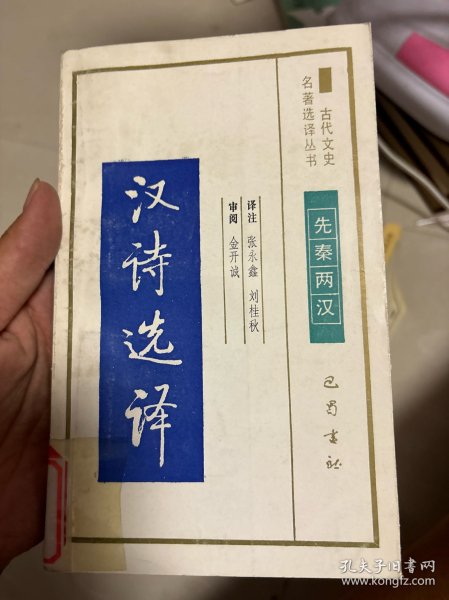 古代文史
名著选译丛书
先秦两汉
译注 张永鑫 刘桂秋
审阅 金开诚
汉诗选译
巴蜀书社
孔夫子旧书网
www.kongfz.com